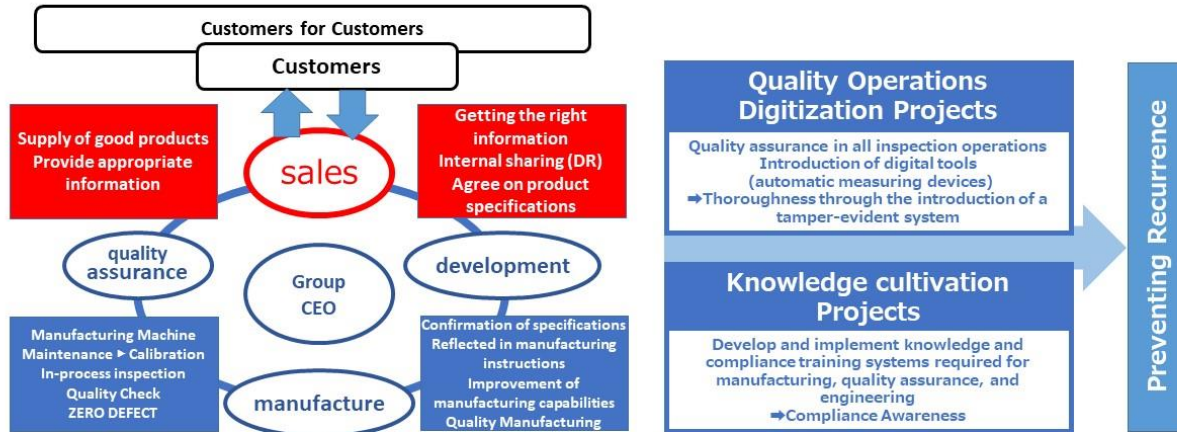 Customers for Customers
Customers
Supply of good products
Provide appropriate
information
sales
Getting the right
information
Internal sharing (DR)
Agree on product
specifications
quality
assurance
Group
CEO
development
Manufacturing Machine
Maintenance ▶ Calibration
In-process inspection
Quality Check
ZERO DEFECT
manufacture
Confirmation of specifications
Reflected in manufacturing
instructions
Improvement of
manufacturing capabilities
Quality Manufacturing
Quality Operations
Digitization Projects
Quality assurance in all inspection operations
Introduction of digital tools
(automatic measuring devices)
➡Thoroughness through the introduction of a
tamper-evident system
Knowledge cultivation
Projects
Develop and implement knowledge and
compliance training systems required for
manufacturing, quality assurance, and
engineering
➡Compliance Awareness
Preventing Recurrence